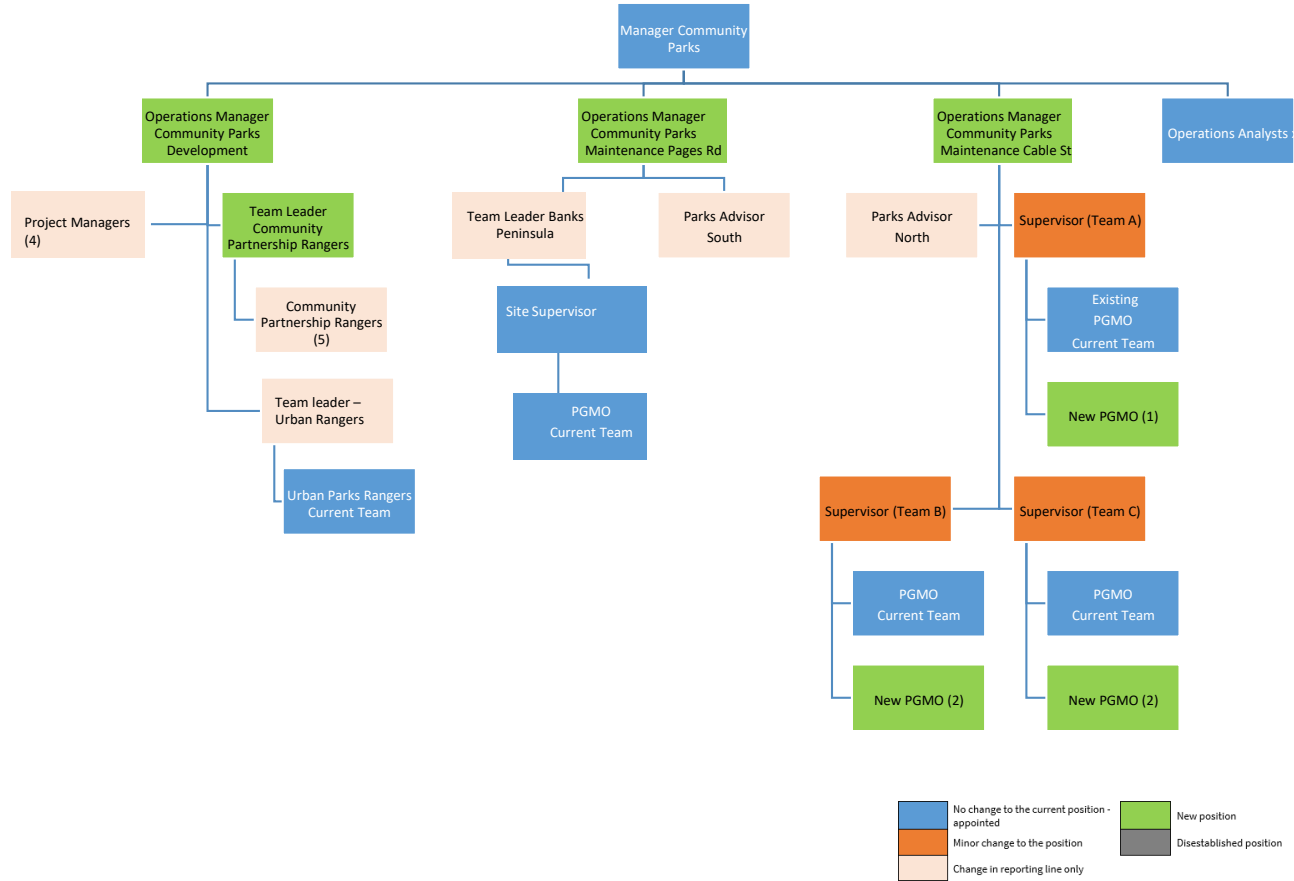 Manager Community
Parks
Operations Manager
Community Parks
Development
Operations Manager
Community Parks
Maintenance Pages Rd
Operations Manager
Community Parks
Maintenance Cable St
Operations Analysts
Project Managers
(4)
Team Leader
Community
Partnership Rangers
Team Leader Banks
Peninsula
Parks Advisor
South
Parks Advisor
North
Supervisor (Team A)
Community
Partnership Rangers
(5)
Site Supervisor
Existing
PGMO
Current Team
Team leader –
Urban Rangers
PGMO
Current Team
New PGMO (1)
Urban Parks Rangers
Current Team
Supervisor (Team B)
Supervisor (Team C)
PGMO
Current Team
PGMO
Current Team
New PGMO (2)
New PGMO (2)
No change to the current position -
appointed
New position
Minor change to the position
Disestablished position
Change in reporting line only